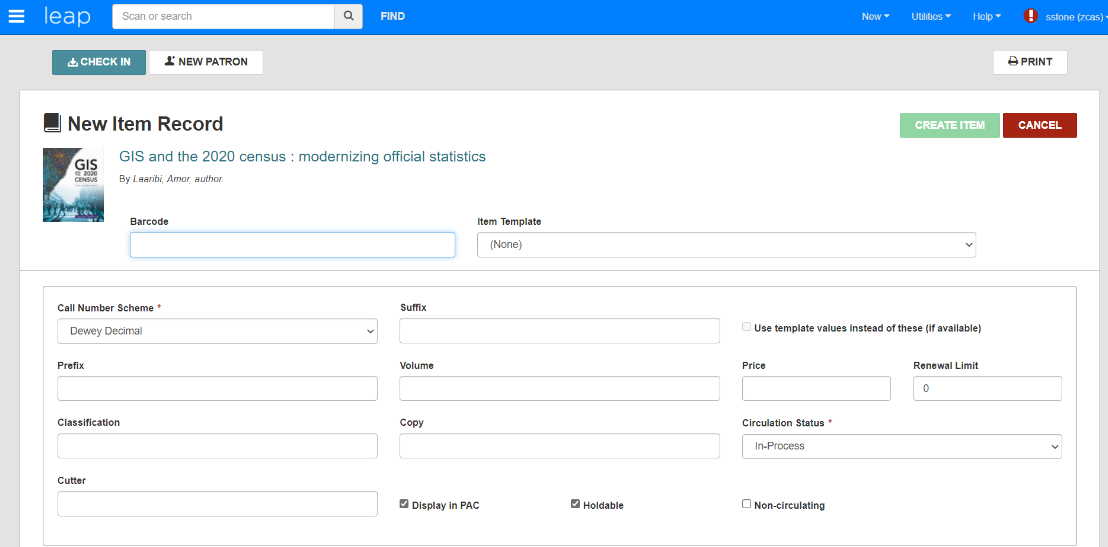 leap
Scan or search
FIND
New
Utilities
Help
sstone (zcas)
CHECK IN
NEW PATRON
PRINT
New Item Record
CREATE ITEM
CANCEL
GIS
2020
CENSUS
GIS and the 2020 census : modernizing official statistics
By Laaribi, Amor, author.
Barcode
Item Template
(None)
Call Number Scheme *
Suffix
Dewey Decimal
Use template values instead of these (if available)
Prefix
Volume
Price
Renewal Limit
0
Classification
Copy
Circulation Status *
In-Process
Cutter
Display in PAC
Holdable
Non-circulating